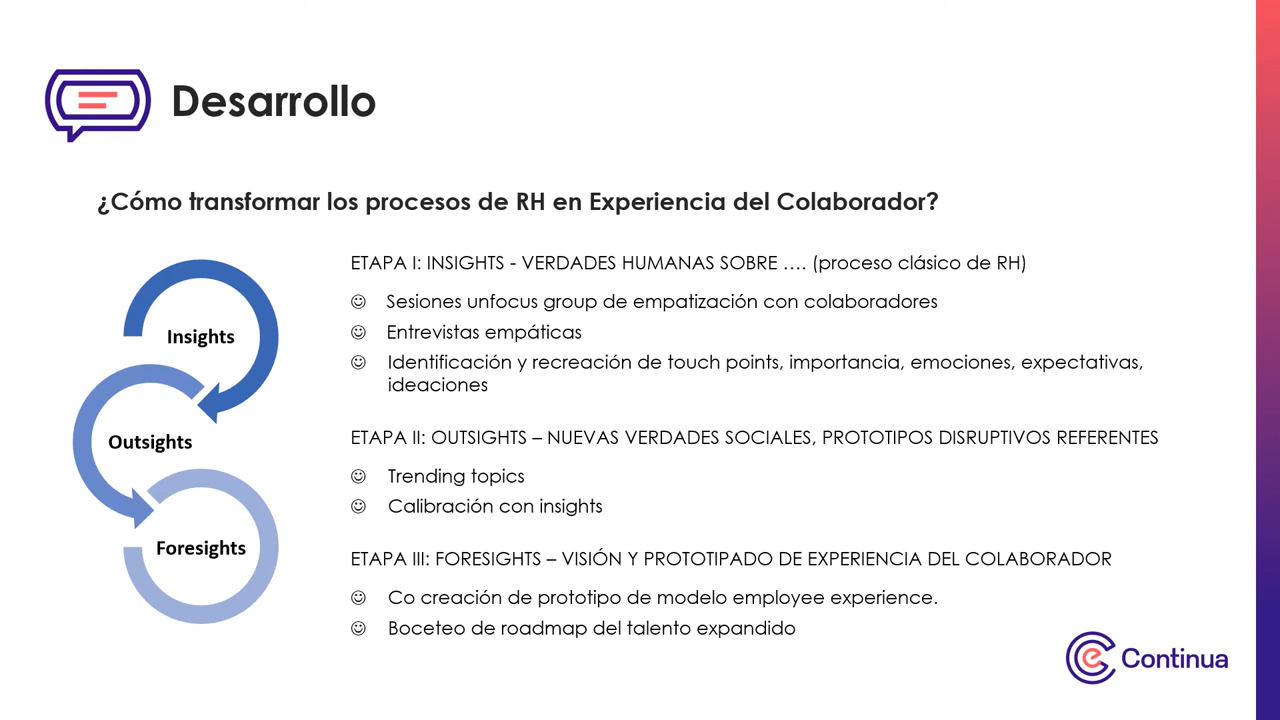 Desarrollo
¿Cómo transformar los procesos de RH en Experiencia del Colaborador?
Insights
Outsights
Foresights
ETAPA I: INSIGHTS - VERDADES HUMANAS SOBRE .... (proceso clásico de RH)
Sesiones unfocus group de empatización con colaboradores
Entrevistas empáticas
Identificación y recreación de touch points, importancia, emociones, expectativas,
ideaciones
ETAPA II: OUTSIGHTS – NUEVAS VERDADES SOCIALES, PROTOTIPOS DISRUPTIVOS REFERENTES
Trending topics
Calibración con insights
ETAPA III: FORESIGHTS – VISIÓN Y PROTOTIPADO DE EXPERIENCIA DEL COLABORADOR
Co creación de prototipo de modelo employee experience.
Boceteo de roadmap del talento expandido
e Continua